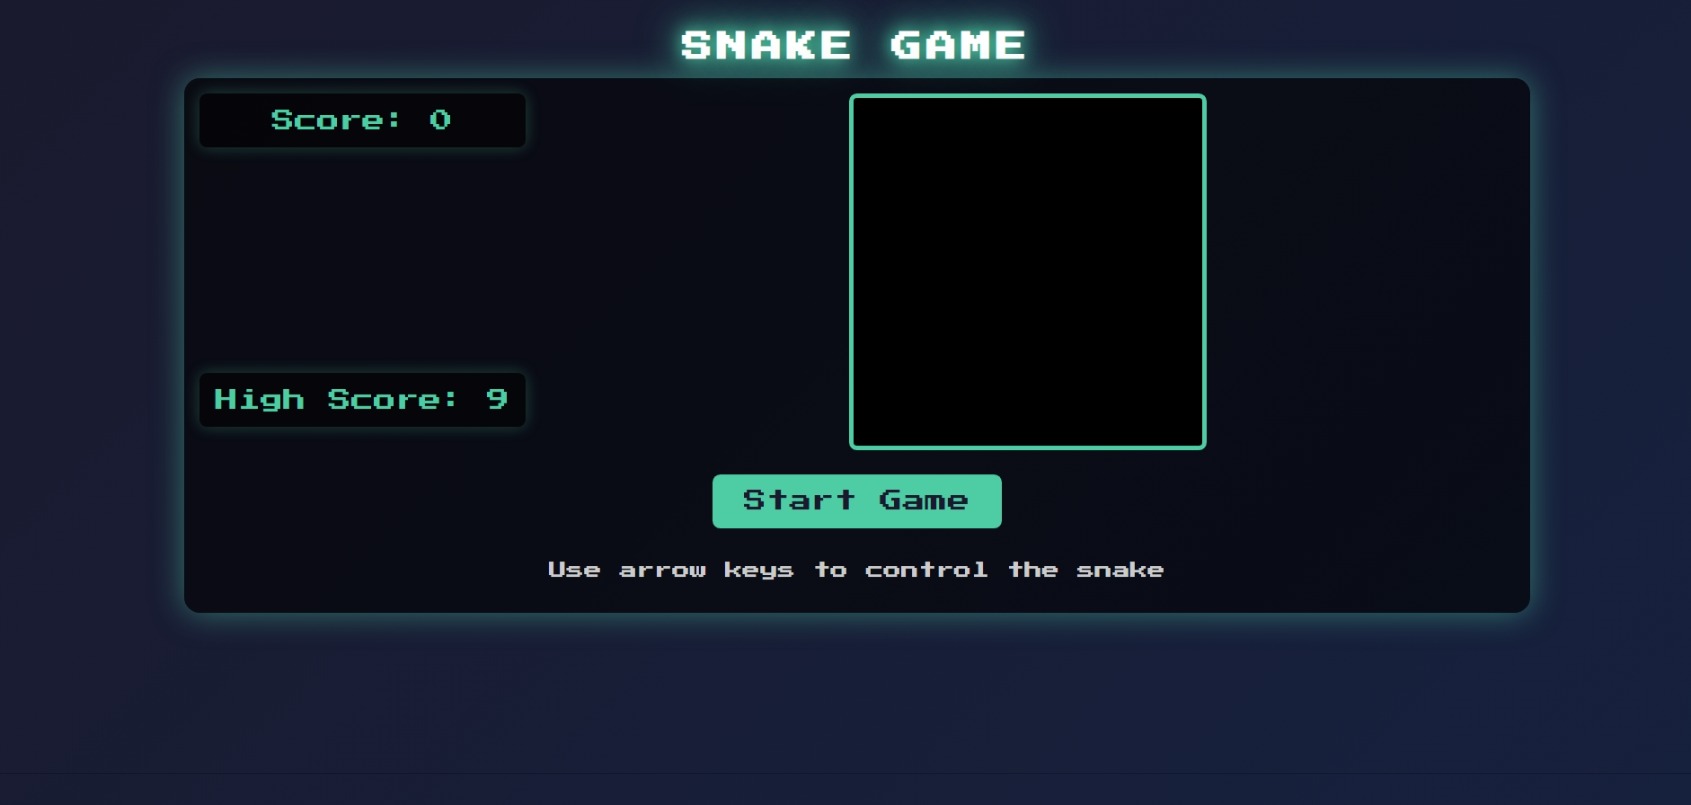 SNAKE GAME
Score: 0
High Score: 9
Start Game
Use arrow keys to control the snake